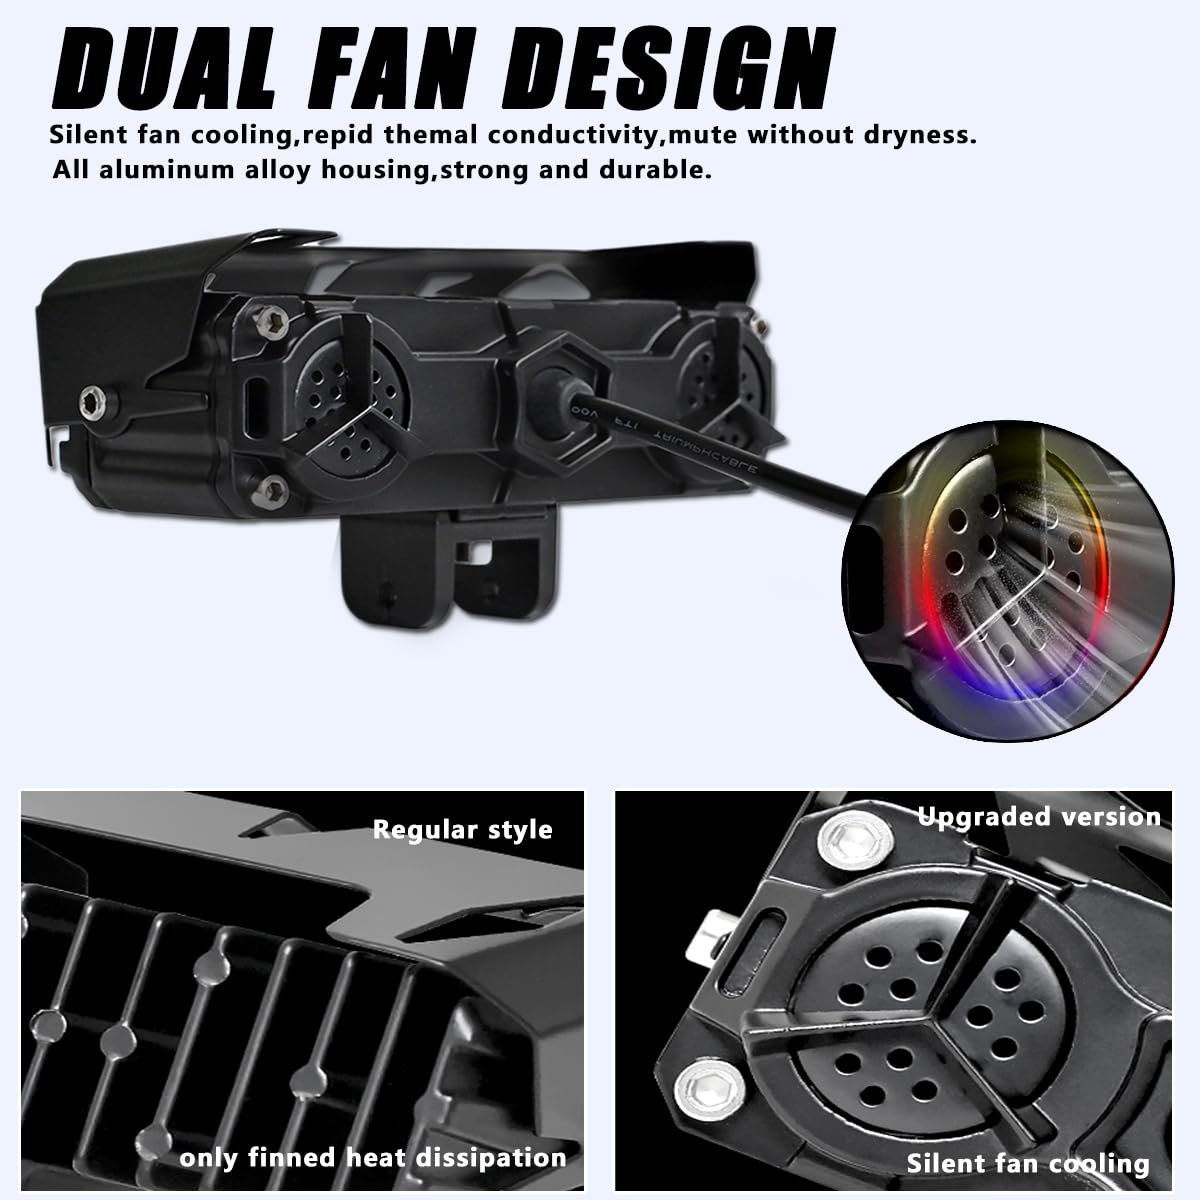 DUAL FAN DESIGN
Silent fan cooling,repid themal conductivity,mute without dryness.
All aluminum alloy housing,strong and durable.
TRIUMPHCABLE
Regular style
only finned heat dissipation
Upgraded version
Silent fan cooling